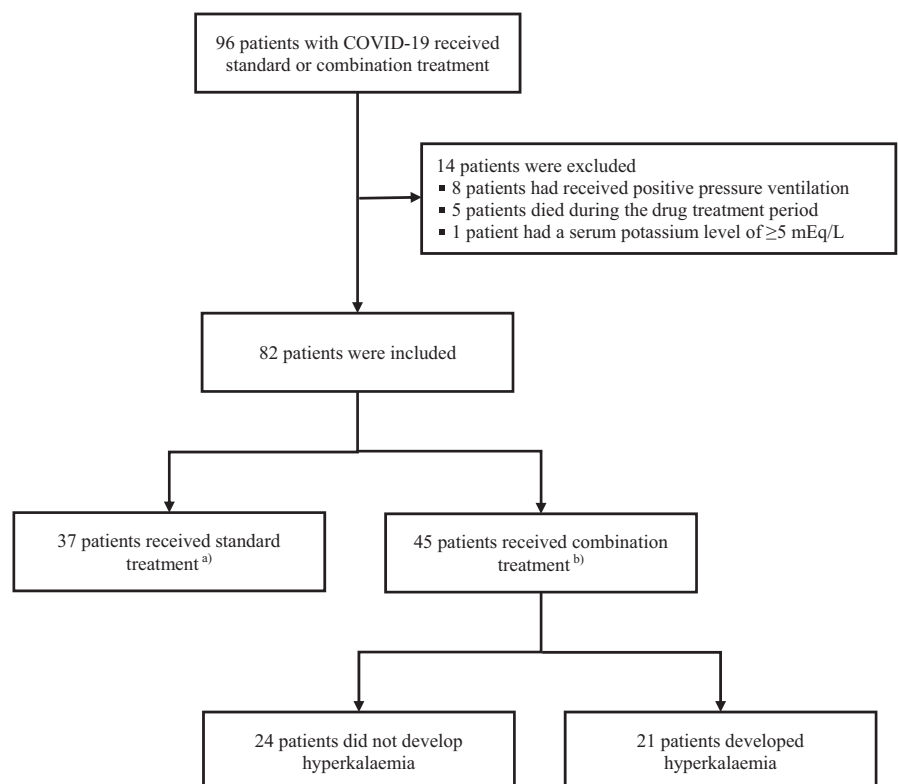 96 patients with COVID-19 received
standard or combination treatment
14 patients were excluded
▪ 8 patients had received positive pressure ventilation
▪ 5 patients died during the drug treatment period
▪ 1 patient had a serum potassium level of ≥5 mEq/L
82 patients were included
37 patients received standard
treatment a)
45 patients received combination
treatment b)
24 patients did not develop
hyperkalaemia
21 patients developed
hyperkalaemia